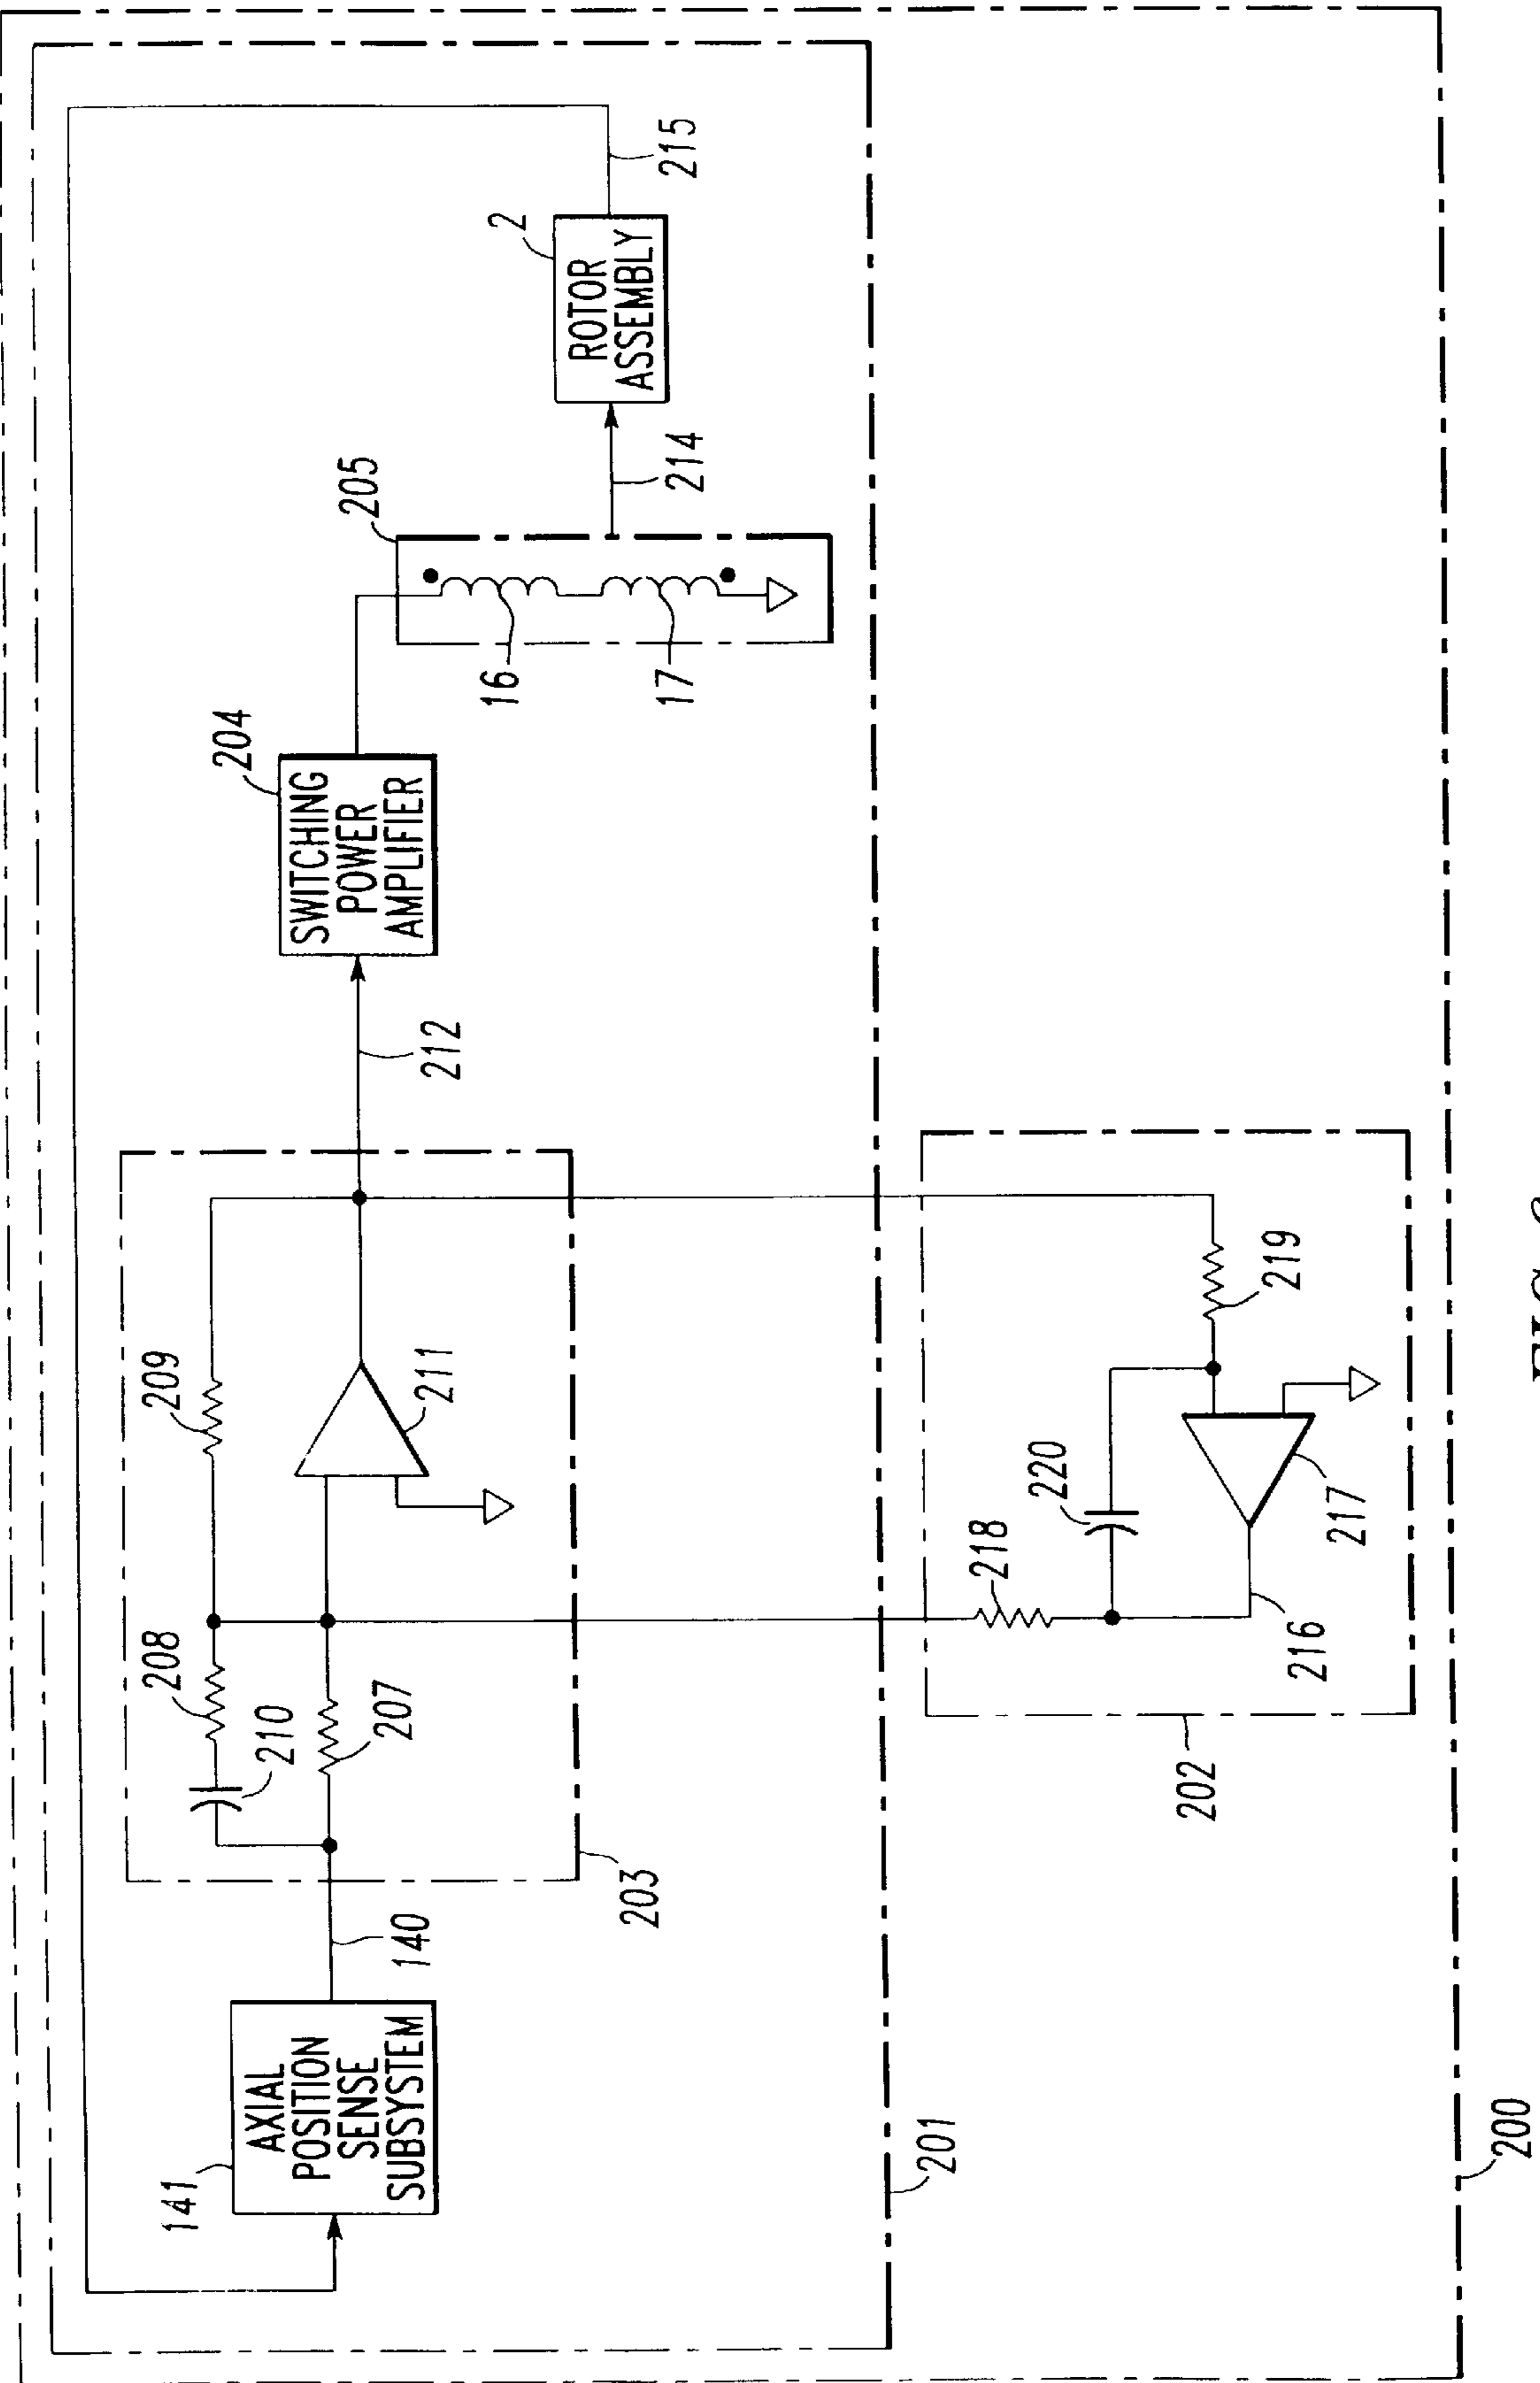 2
ROTOR
ASSEMBLY
215
214
205
16
17
204
SWITCHING
POWER
AMPLIFIER
212
209
211
208
210
207
203
140
141
AXIAL
POSITION
SENSE
SUBSYSTEM
201
219
220
218
217
216
202
200